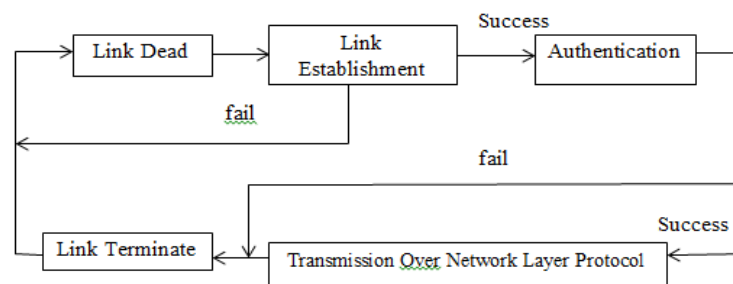 Success
Link Dead
Link
Establishment
Authentication
fail
fail
Success
Link Terminate
Transmission Over Network Layer Protocol